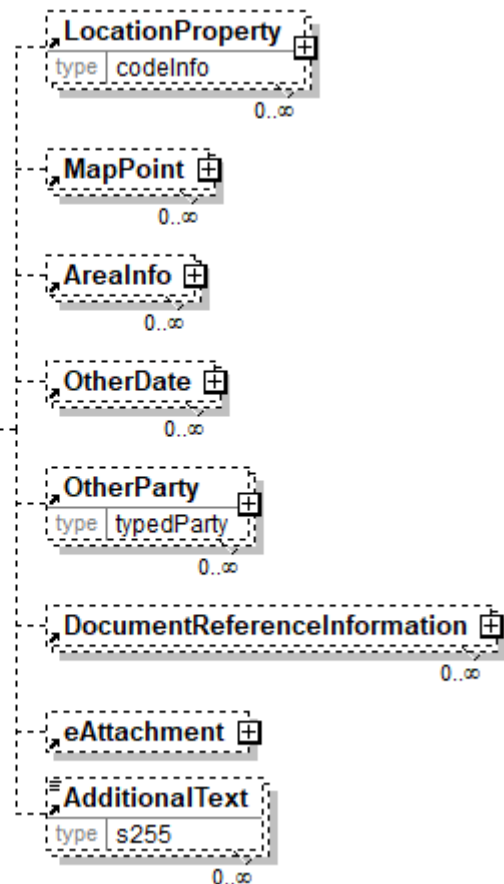 LocationProperty
type codeInfo
0..∞
MapPoint
0..∞
AreaInfo
0..∞
OtherDate
0..∞
OtherParty
type typedParty
0..∞
DocumentReferenceInformation
0..∞
eAttachment
AdditionalText
type s255
0..∞